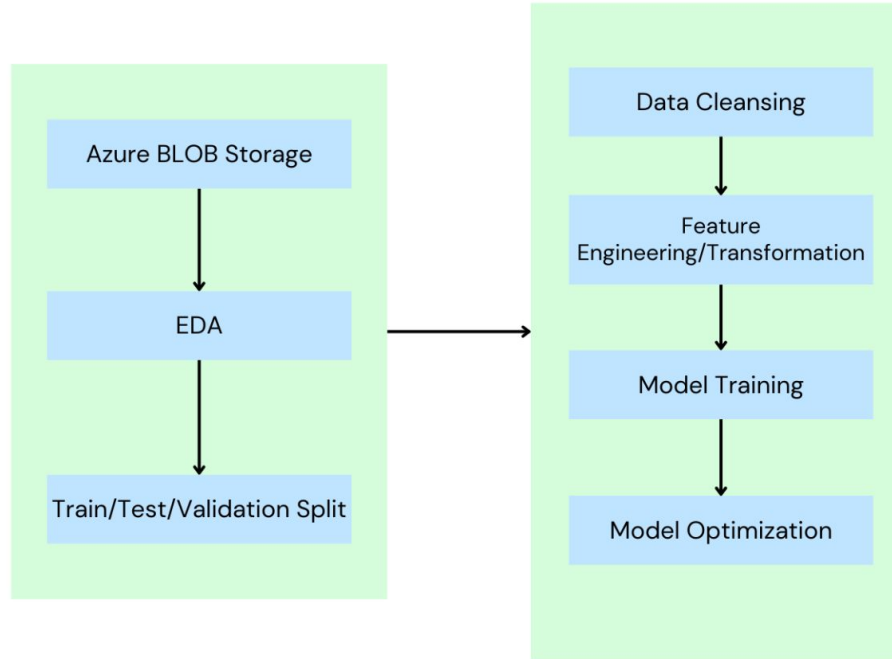 Azure BLOB Storage
EDA
Train/Test/Validation Split
Data Cleansing
Feature
Engineering/Transformation
Model Training
Model Optimization